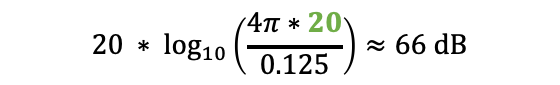 20 * log₁₀ (4π * 20 / 0.125) ≈ 66 dB